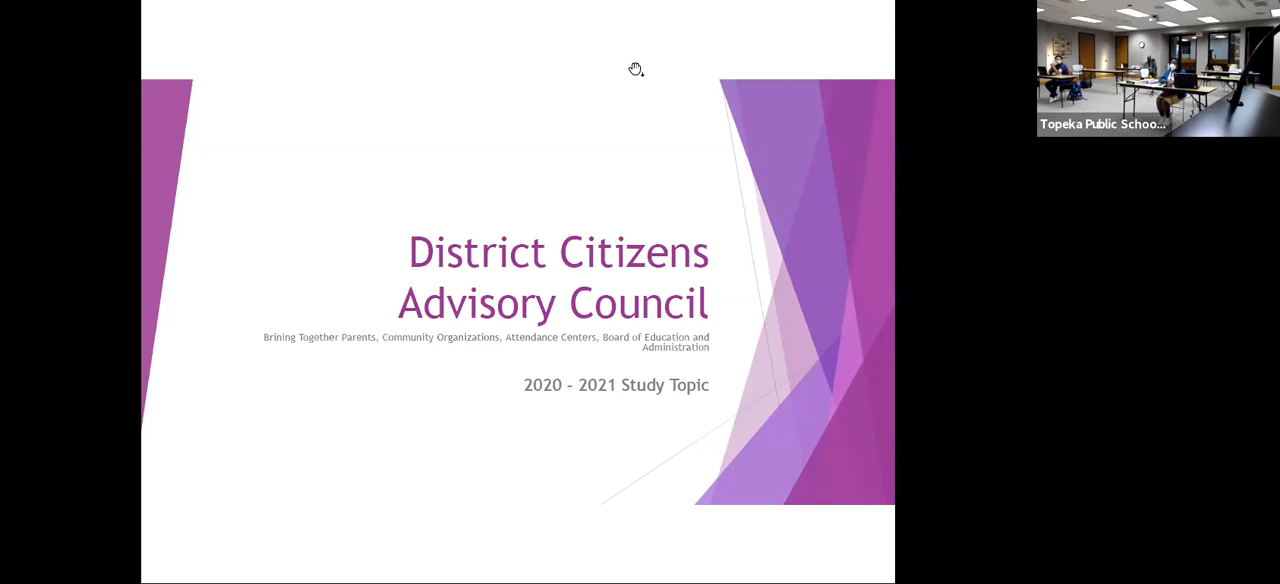 District Citizens
Advisory Council
Brining Together Parents, Community Organizations, Attendance Centers, Board of Education and
Administration
2020 - 2021 Study Topic
Topeka Public Schoo...